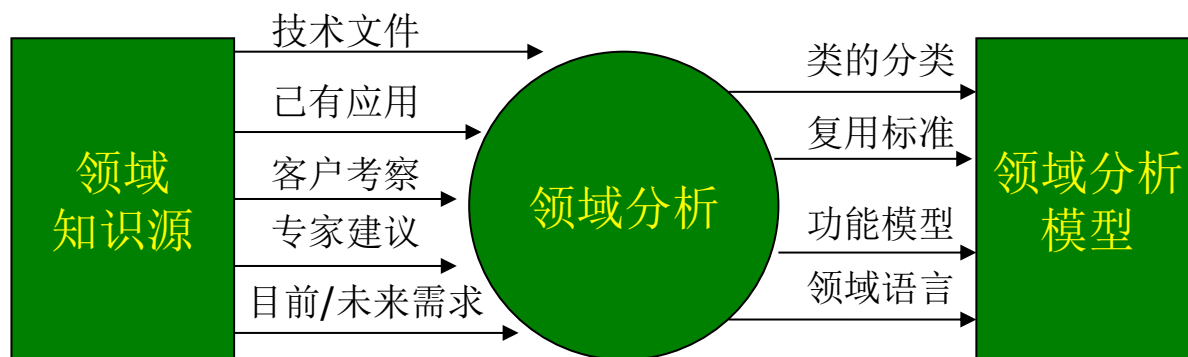 领域
知识源
技术文件
已有应用
客户考察
专家建议
目前/未来需求
领域分析
类的分类
复用标准
功能模型
领域语言
领域分析
模型